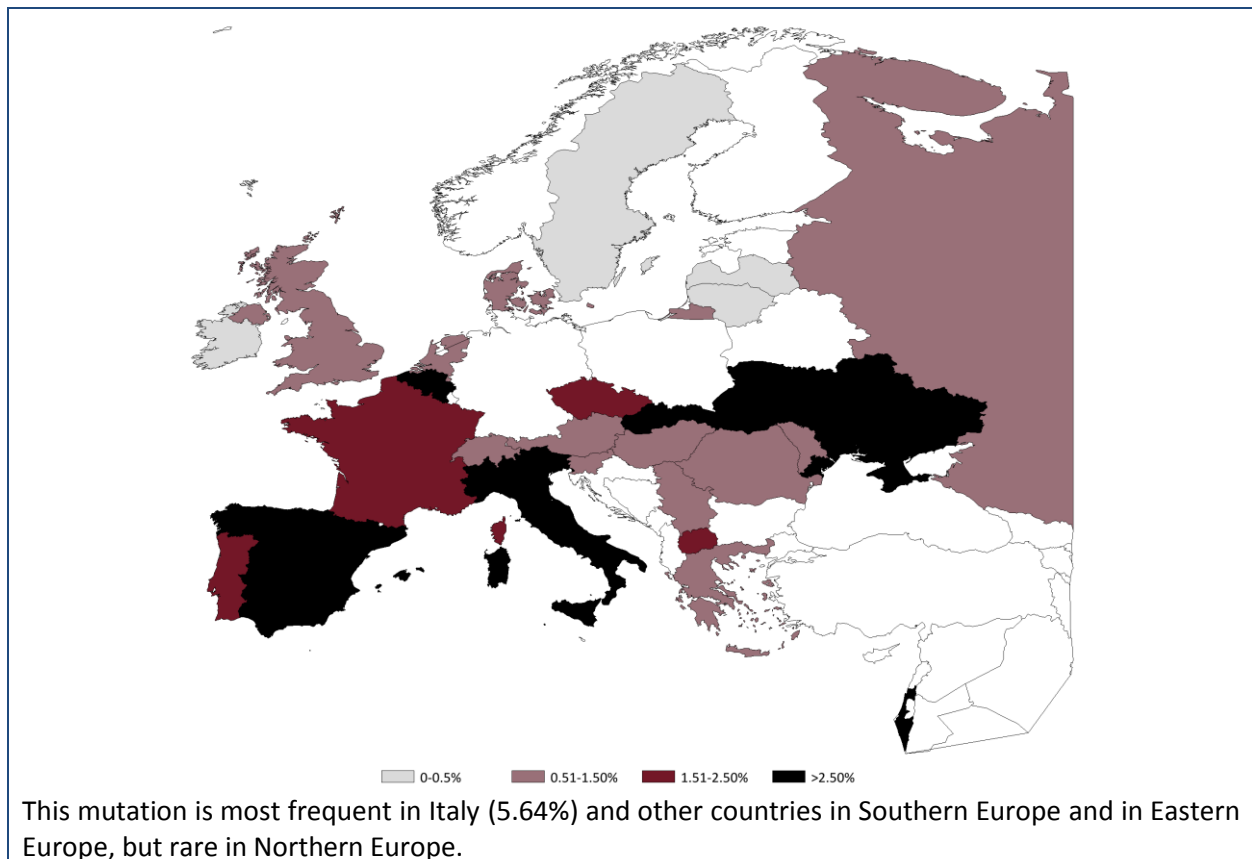 0-0.5% 0.51-1.50% 1.51-2.50% >2.50%
This mutation is most frequent in Italy (5.64%) and other countries in Southern Europe and in Eastern
Europe, but rare in Northern Europe.